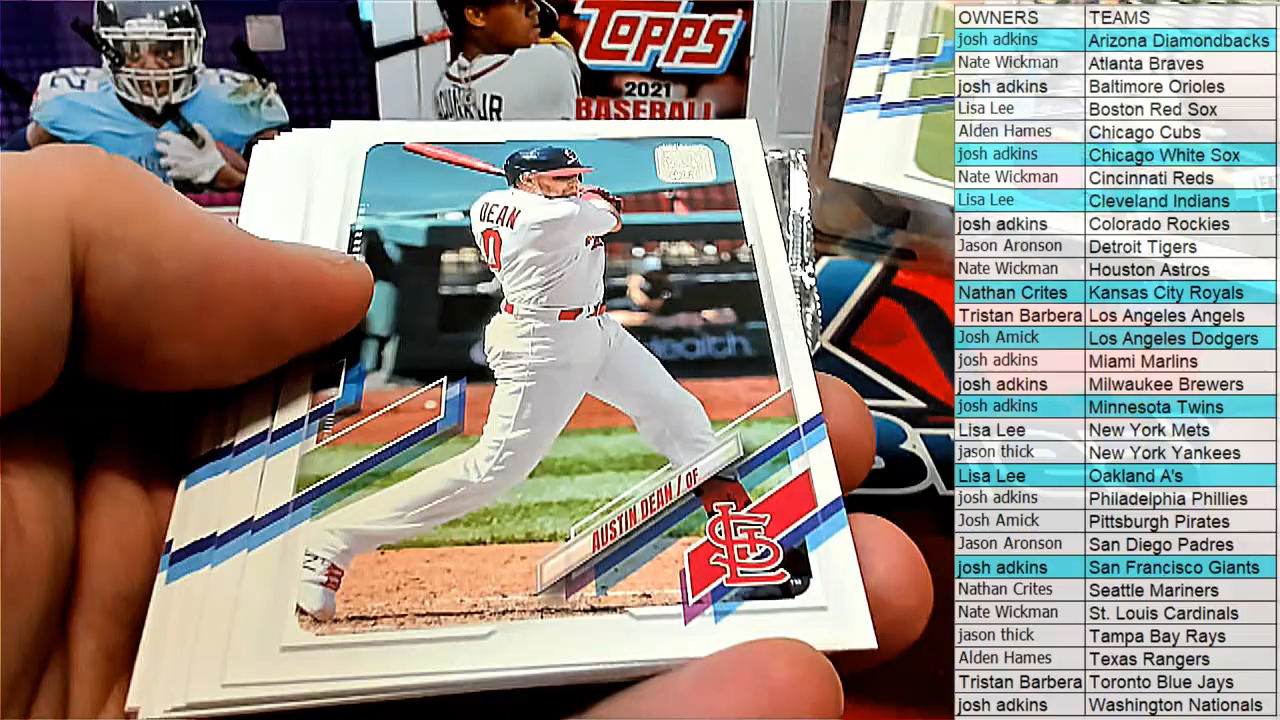 TOPPS
2021
BASEBALL
DEAN
0
Health.
AUSTIN DEAN / OF
STL
OWNERS TEAMS
josh adkins Arizona Diamondbacks
Nate Wickman Atlanta Braves
josh adkins Baltimore Orioles
Lisa Lee Boston Red Sox
Alden Hames Chicago Cubs
josh adkins Chicago White Sox
Nate Wickman Cincinnati Reds
Lisa Lee Cleveland Indians
josh adkins Colorado Rockies
Jason Aronson Detroit Tigers
Nate Wickman Houston Astros
Nathan Crites Kansas City Royals
Tristan Barbera Los Angeles Angels
Josh Amick Los Angeles Dodgers
josh adkins Miami Marlins
josh adkins Milwaukee Brewers
josh adkins Minnesota Twins
Lisa Lee New York Mets
jason thick New York Yankees
Lisa Lee Oakland A's
josh adkins Philadelphia Phillies
Josh Amick Pittsburgh Pirates
Jason Aronson San Diego Padres
josh adkins San Francisco Giants
Nathan Crites Seattle Mariners
Nate Wickman St. Louis Cardinals
jason thick Tampa Bay Rays
Alden Hames Texas Rangers
Tristan Barbera Toronto Blue Jays
josh adkins Washington Nationals